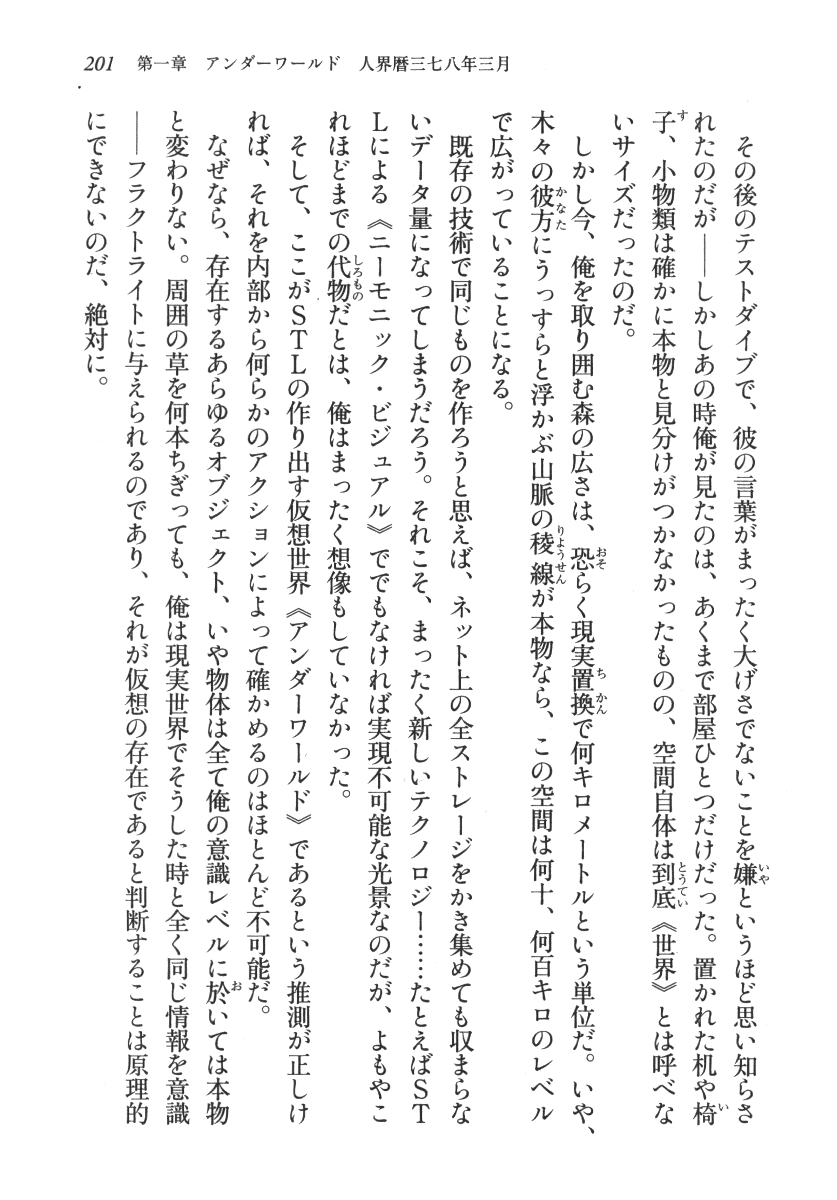 201　第一章　アンダーワールド　人界暦三七八年三月
　その後のテストダイブで、彼の言葉がまったく大げさでないことを嫌というほど思い知らさ
れたのだが――しかしあの時俺が見たのは、あくまで部屋ひとつだけだった。置かれた机や椅
子、小物類は確かに本物と見分けがつかなかったものの、空間自体は到底《世界》とは呼べな
いサイズだったのだ。
　しかし今、俺を取り囲む森の広さは、恐らく現実置換で何キロメートルという単位だ。いや、
木々の彼方にうっすらと浮かぶ山脈の稜線が本物なら、この空間は何十、何百キロのレベル
で広がっていることになる。
　既存の技術で同じものを作ろうと思えば、ネット上の全ストレージをかき集めても収まらな
いデータ量になってしまうだろう。それこそ、まったく新しいテクノロジー……たとえばＳＴ
Ｌによる《ニーモニック・ビジュアル》ででもなければ実現不可能な光景なのだが、よもやこ
れほどまでの代物だとは、俺はまったく想像もしていなかった。
　そして、ここがＳＴＬの作り出す仮想世界《アンダーワールド》であるという推測が正しけ
れば、それを内部から何らかのアクションによって確かめるのはほとんど不可能だ。
　なぜなら、存在するあらゆるオブジェクト、いや物体は全て俺の意識レベルに於いては本物
と変わりない。周囲の草を何本ちぎっても、俺は現実世界でそうした時と全く同じ情報を意識
――フラクトライトに与えられるのであり、それが仮想の存在であると判断することは原理的
にできないのだ、絶対に。